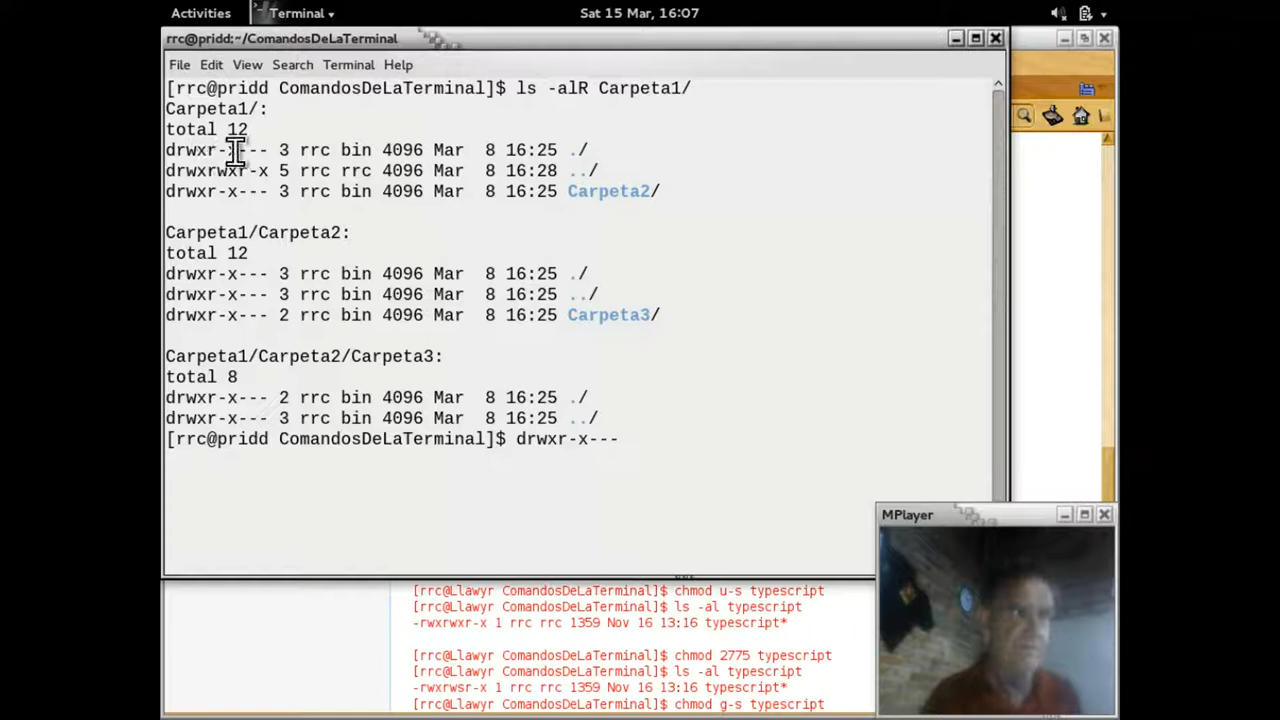 Activities Terminal Sat 15 Mar, 16:07
rrc@pridd:~/ComandosDeLaTerminal
File Edit View Search Terminal Help
[rrc@pridd ComandosDeLaTerminal]$ ls -alR Carpeta1/
Carpeta1/:
total 12
drwxr-x--- 3 rrc bin 4096 Mar  8 16:25 ./
drwxrwxr-x 5 rrc rrc 4096 Mar  8 16:28 ../
drwxr-x--- 3 rrc bin 4096 Mar  8 16:25 Carpeta2/
Carpeta1/Carpeta2:
total 12
drwxr-x--- 3 rrc bin 4096 Mar  8 16:25 ./
drwxr-x--- 3 rrc bin 4096 Mar  8 16:25 ../
drwxr-x--- 2 rrc bin 4096 Mar  8 16:25 Carpeta3/
Carpeta1/Carpeta2/Carpeta3:
total 8
drwxr-x--- 2 rrc bin 4096 Mar  8 16:25 ./
drwxr-x--- 3 rrc bin 4096 Mar  8 16:25 ../
[rrc@pridd ComandosDeLaTerminal]$ drwxr-x---
MPlayer
[rrc@Llawyr ComandosDeLaTerminal]$ chmod u-s typescript
[rrc@Llawyr ComandosDeLaTerminal]$ ls -al typescript
-rwxrwxr-x 1 rrc rrc 1359 Nov 16 13:16 typescript*
[rrc@Llawyr ComandosDeLaTerminal]$ chmod 2775 typescript
[rrc@Llawyr ComandosDeLaTerminal]$ ls -al typescript
-rwxrwsr-x 1 rrc rrc 1359 Nov 16 13:16 typescript*
[rrc@Llawyr ComandosDeLaTerminal]$ chmod g-s typescript